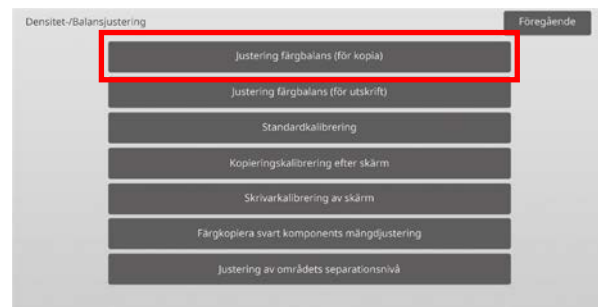 Densitet-/Balansjustering
Föregående
Justering färgbalans (för kopia)
Justering färgbalans (för utskrift)
Standardkalibrering
Kopieringskalibrering efter skärm
Skrivarkalibrering av skärm
Färgkopiera svart komponents mängdjustering
Justering av områdets separationsnivå